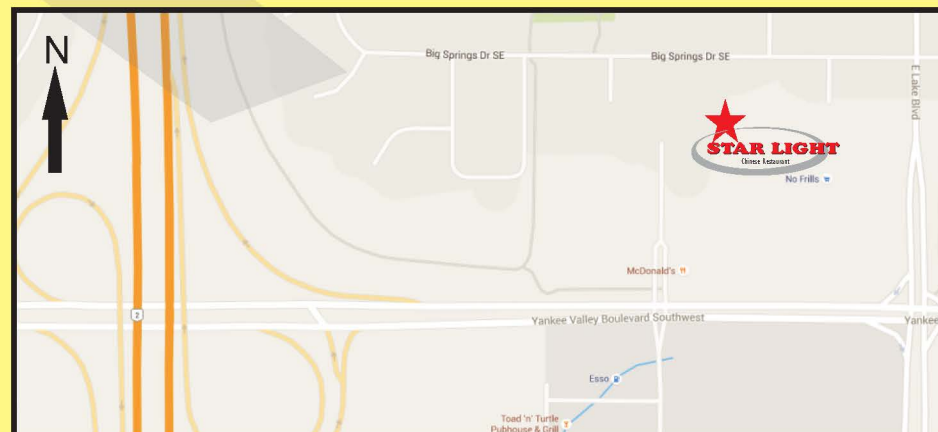 N
Big Springs Dr SE
Big Springs Dr SE
E Lake Blvd
STAR LIGHT
Chinese Restaurant
No Frills
McDonald's
2
Yankee Valley Boulevard Southwest
Yankee
Esso
Toad 'n' Turtle
Pubhouse & Grill